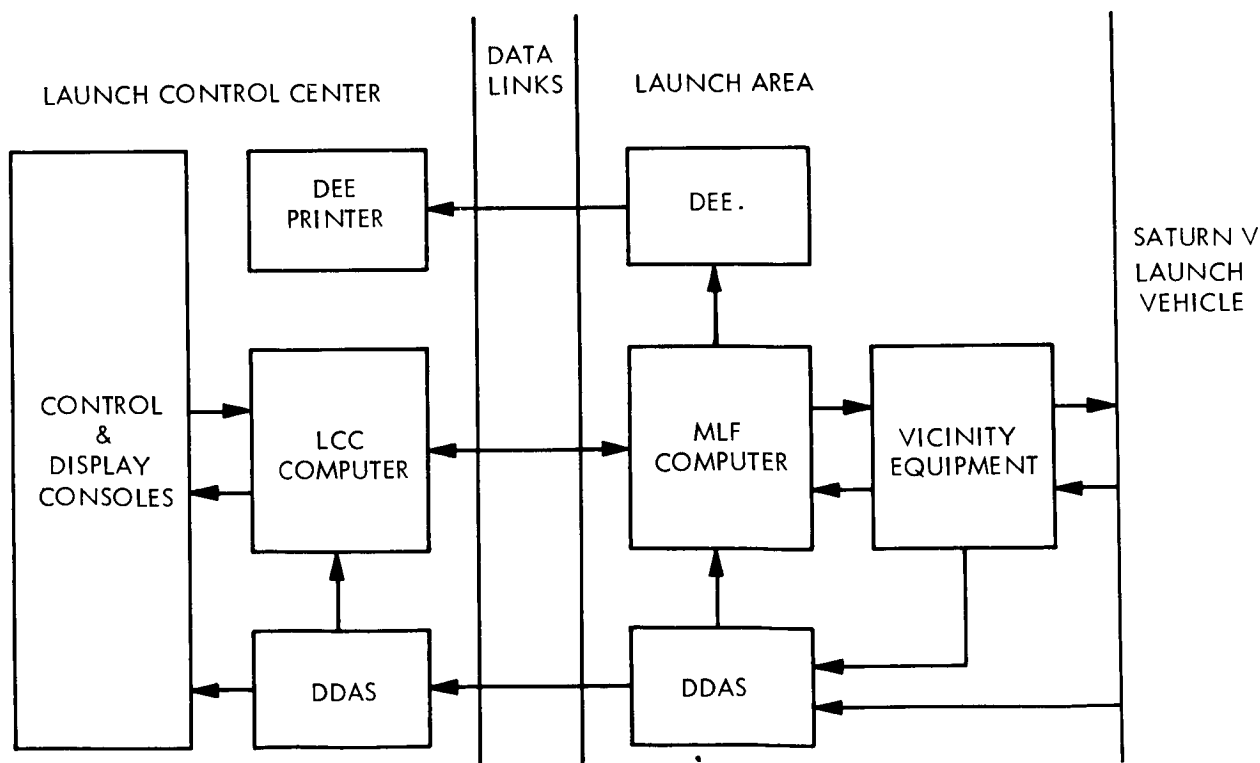 DATA
LINKS
LAUNCH CONTROL CENTER
LAUNCH AREA
DEE
PRINTER
DEE.
SATURN V
LAUNCH
VEHICLE
CONTROL
&
DISPLAY
CONSOLES
LCC
COMPUTER
MLF
COMPUTER
VICINITY
EQUIPMENT
DDAS
DDAS